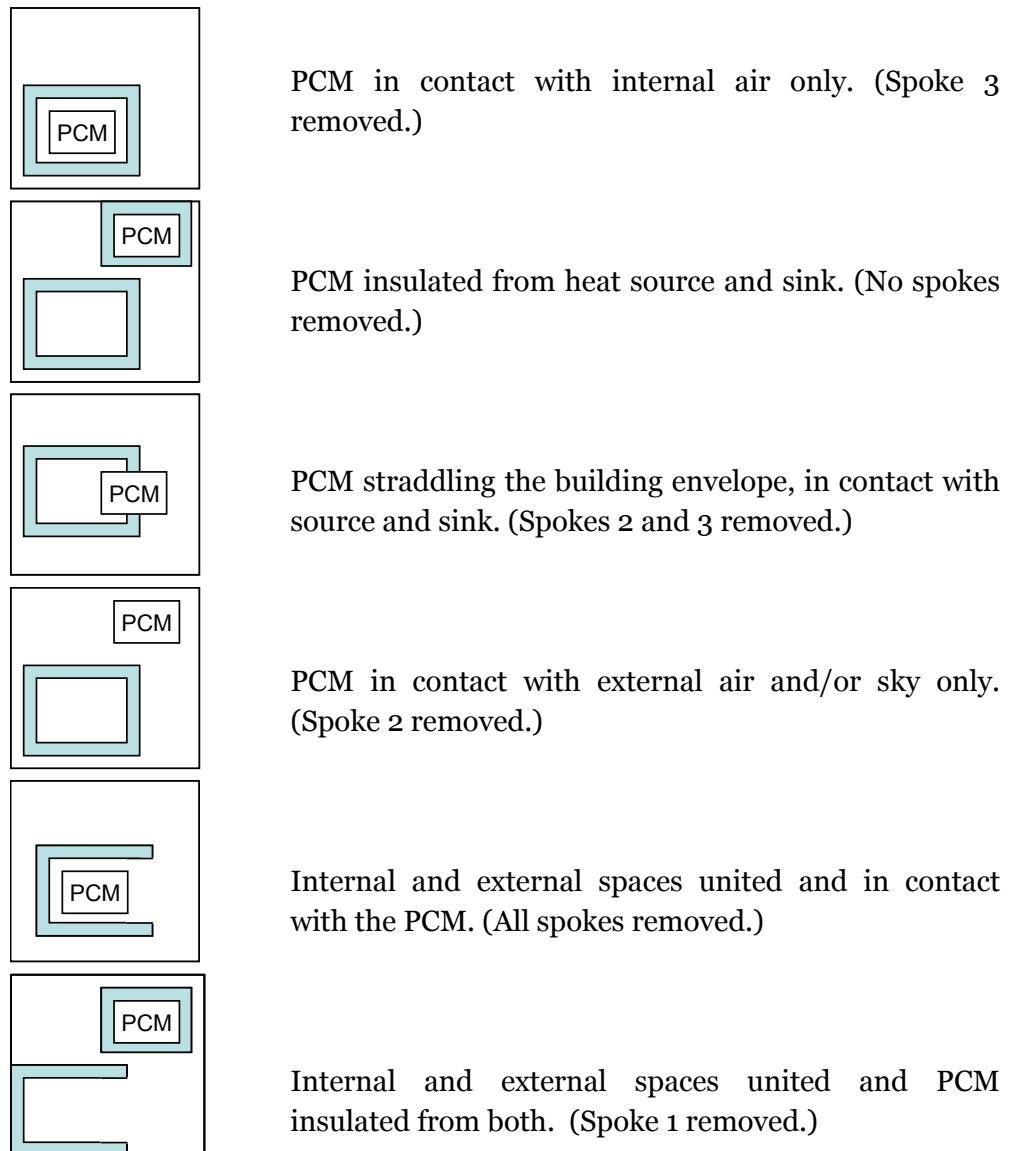 PCM
PCM in contact with internal air only. (Spoke 3
removed.)
PCM
PCM insulated from heat source and sink. (No spokes
removed.)
PCM
PCM straddling the building envelope, in contact with
source and sink. (Spokes 2 and 3 removed.)
PCM
PCM in contact with external air and/or sky only.
(Spoke 2 removed.)
PCM
Internal and external spaces united and in contact
with the PCM. (All spokes removed.)
PCM
Internal and external spaces united and PCM
insulated from both. (Spoke 1 removed.)